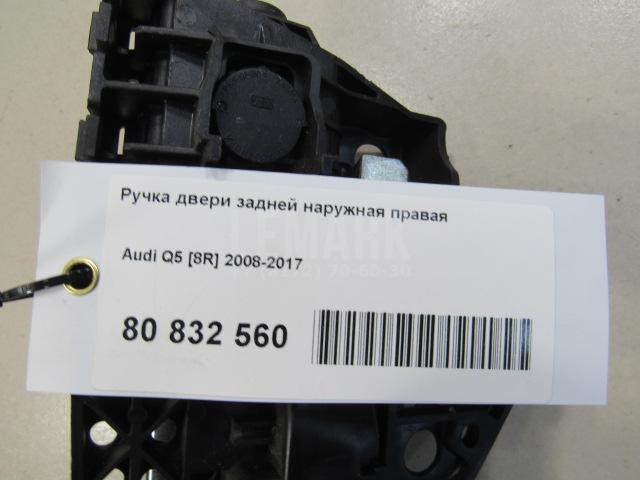 Ручка двери задней наружная правая
Audi Q5 [8R] 2008-2017
80 832 560